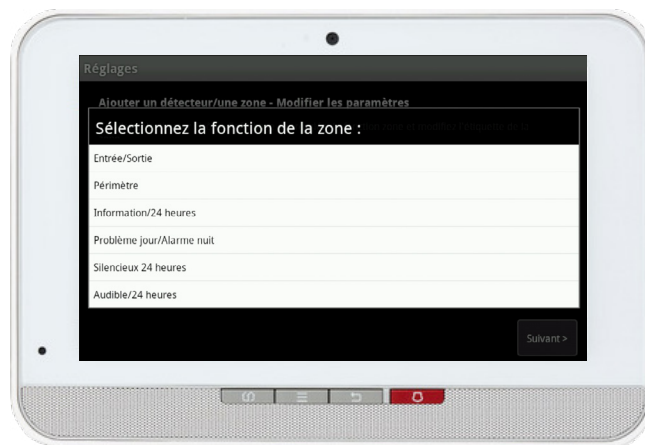 Réglages
Ajouter un détecteur/une zone - Modifier les paramètres
Sélectionnez la fonction de la zone :
Entrée/Sortie
Périmètre
Information/24 heures
Problème jour/Alarme nuit
Silencieux 24 heures
Audible/24 heures
Suivant >